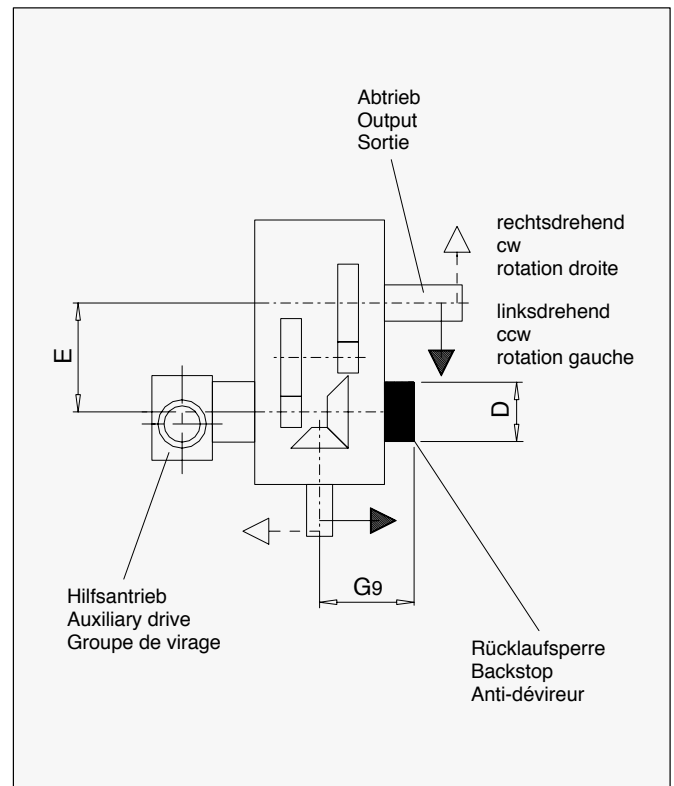 Abtrieb
Output
Sortie
rechtsdrehend
cw
rotation droite
linksdrehend
ccw
rotation gauche
E
D
G9
Hilfsantrieb
Auxiliary drive
Groupe de virage
Rücklaufsperre
Backstop
Anti-dévireur